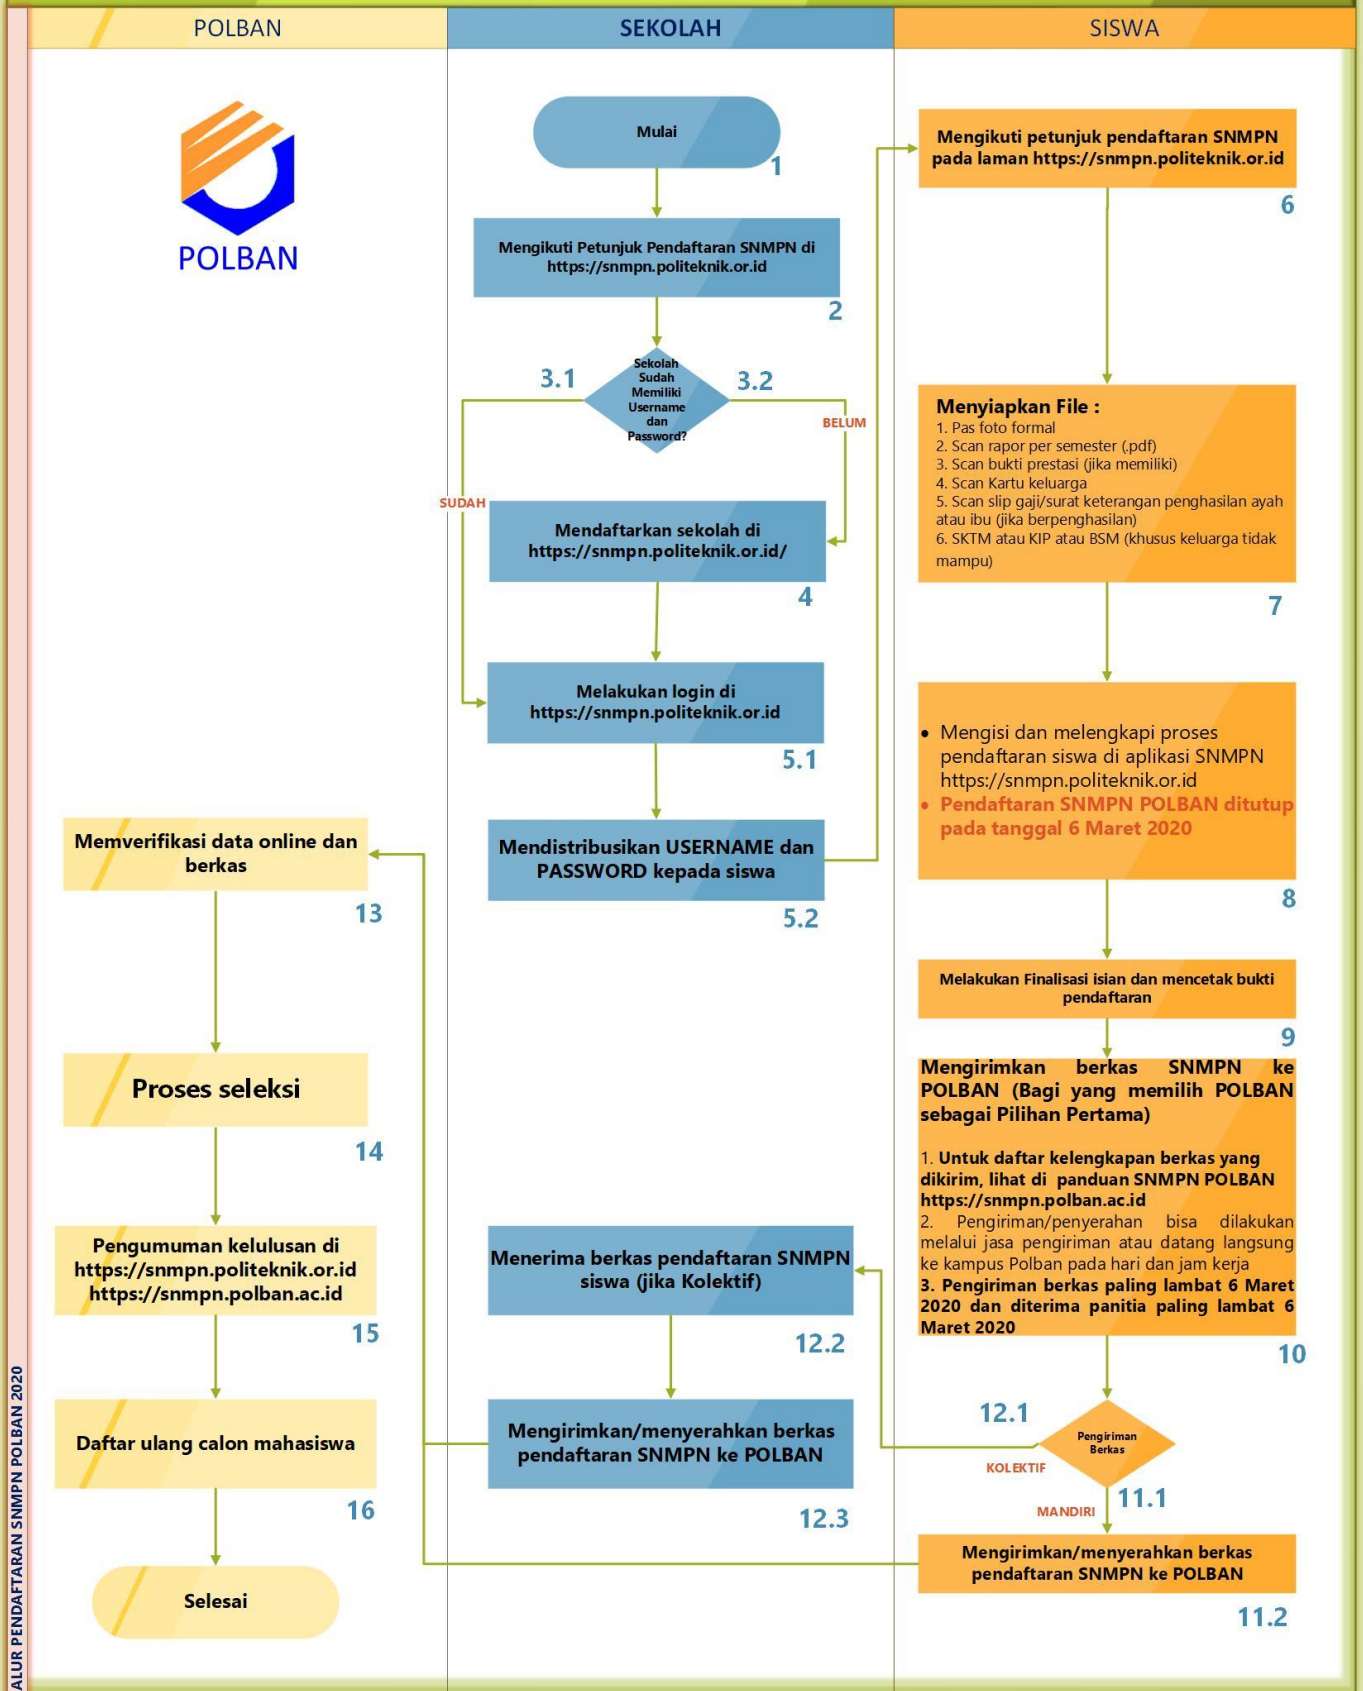 POLBAN
SEKOLAH
SISWA
POLBAN
Mulai
1
Mengikuti Petunjuk Pendaftaran SNMPN di
https://snmpn.politeknik.or.id
2
Sekolah
Sudah
Memiliki
Username
dan
Password?
3.1
3.2
BELUM
SUDAH
Mendaftarkan sekolah di
https://snmpn.politeknik.or.id/
4
Melakukan login di
https://snmpn.politeknik.or.id
5.1
Mendistribusikan USERNAME dan
PASSWORD kepada siswa
5.2
Mengikuti petunjuk pendaftaran SNMPN
pada laman https://snmpn.politeknik.or.id
6
Menyiapkan File :
1. Pas foto formal
2. Scan rapor per semester (.pdf)
3. Scan bukti prestasi (jika memiliki)
4. Scan Kartu keluarga
5. Scan slip gaji/surat keterangan penghasilan ayah
atau ibu (jika berpenghasilan)
6. SKTM atau KIP atau BSM (khusus keluarga tidak
mampu)
7
• Mengisi dan melengkapi proses
pendaftaran siswa di aplikasi SNMPN
https://snmpn.politeknik.or.id
• Pendaftaran SNMPN POLBAN ditutup
pada tanggal 6 Maret 2020
8
Melakukan Finalisasi isian dan mencetak bukti
pendaftaran
9
Mengirimkan berkas SNMPN ke
POLBAN (Bagi yang memilih POLBAN
sebagai Pilihan Pertama)
1. Untuk daftar kelengkapan berkas yang
dikirim, lihat di panduan SNMPN POLBAN
https://snmpn.polban.ac.id
2. Pengiriman/penyerahan bisa dilakukan
melalui jasa pengiriman atau datang langsung
ke kampus Polban pada hari dan jam kerja
3. Pengiriman berkas paling lambat 6 Maret
2020 dan diterima panitia paling lambat 6
Maret 2020
10
Pengiriman
Berkas
12.1
KOLEKTIF
11.1
MANDIRI
Mengirimkan/menyerahkan berkas
pendaftaran SNMPN ke POLBAN
11.2
Menerima berkas pendaftaran SNMPN
siswa (jika Kolektif)
12.2
Mengirimkan/menyerahkan berkas
pendaftaran SNMPN ke POLBAN
12.3
Memverifikasi data online dan
berkas
13
Proses seleksi
14
Pengumuman kelulusan di
https://snmpn.politeknik.or.id
https://snmpn.polban.ac.id
15
Daftar ulang calon mahasiswa
16
Selesai
ALUR PENDAFTARAN SNMPN POLBAN 2020